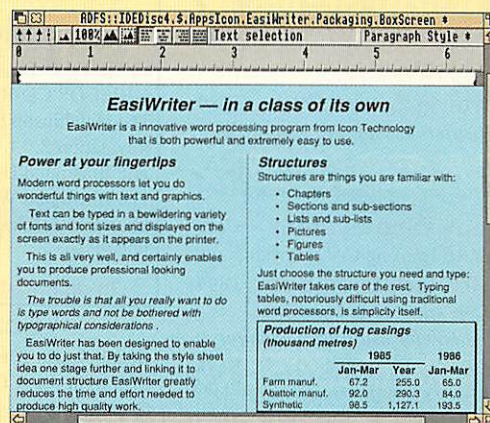 ADFS::IDEDisc4.$.AppsIcon.EasiWriter.Packaging.BoxScreen *
100% Text selection Paragraph Style
0 1 2 3 4 5 6
EasiWriter — in a class of its own
EasiWriter is a innovative word processing program from Icon Technology
that is both powerful and extremely easy to use.
Power at your fingertips
Modern word processors let you do
wonderful things with text and graphics.
Text can be typed in a bewildering variety
of fonts and font sizes and displayed on the
screen exactly as it appears on the printer.
This is all very well, and certainly enables
you to produce professional looking
documents.
The trouble is that all you really want to do
is type words and not be bothered with
typographical considerations .
EasiWriter has been designed to enable
you to do just that. By taking the style sheet
idea one stage further and linking it to
document structure EasiWriter greatly
reduces the time and effort needed to
produce high quality work.
Structures
Structures are things you are familiar with:
• Chapters
• Sections and sub-sections
• Lists and sub-lists
• Pictures
• Figures
• Tables
Just choose the structure you need and type:
EasiWriter takes care of the rest. Typing
tables, notoriously difficult using traditional
word processors, is simplicity itself.
Production of hog casings
(thousand metres)
1985 1986
Jan-Mar Year Jan-Mar
Farm manuf. 67.2 255.0 65.0
Abattoir manuf. 92.0 290.3 84.0
Synthetic 98.5 1,127.1 193.5